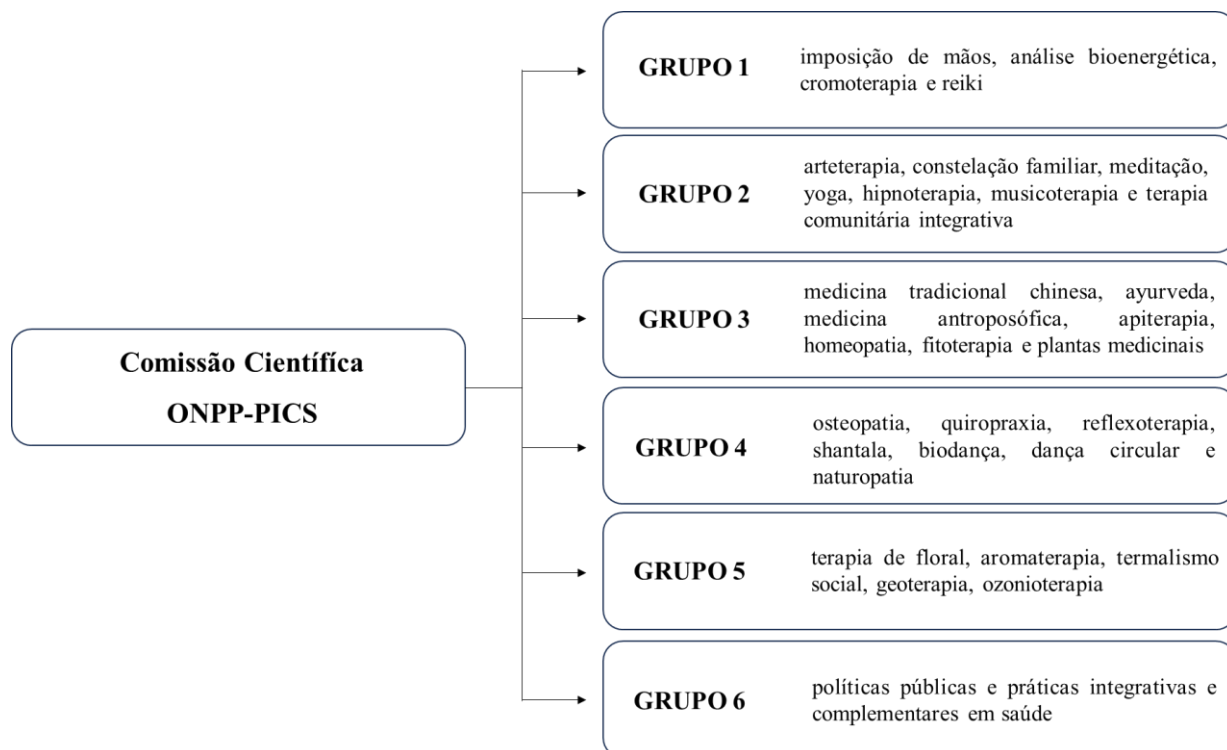 Comissão Científica
ONPP-PICS
GRUPO 1
imposição de mãos, análise bioenergética,
cromoterapia e reiki
GRUPO 2
arteterapia, constelação familiar, meditação,
yoga, hipnoterapia, musicoterapia e terapia
comunitária integrativa
GRUPO 3
medicina tradicional chinesa, ayurveda,
medicina antroposófica, apiterapia,
homeopatia, fitoterapia e plantas medicinais
GRUPO 4
osteopatia, quiropraxia, reflexoterapia,
shantala, biodança, dança circular e
naturopatia
GRUPO 5
terapia de floral, aromaterapia, termalismo
social, geoterapia, ozonioterapia
GRUPO 6
políticas públicas e práticas integrativas e
complementares em saúde